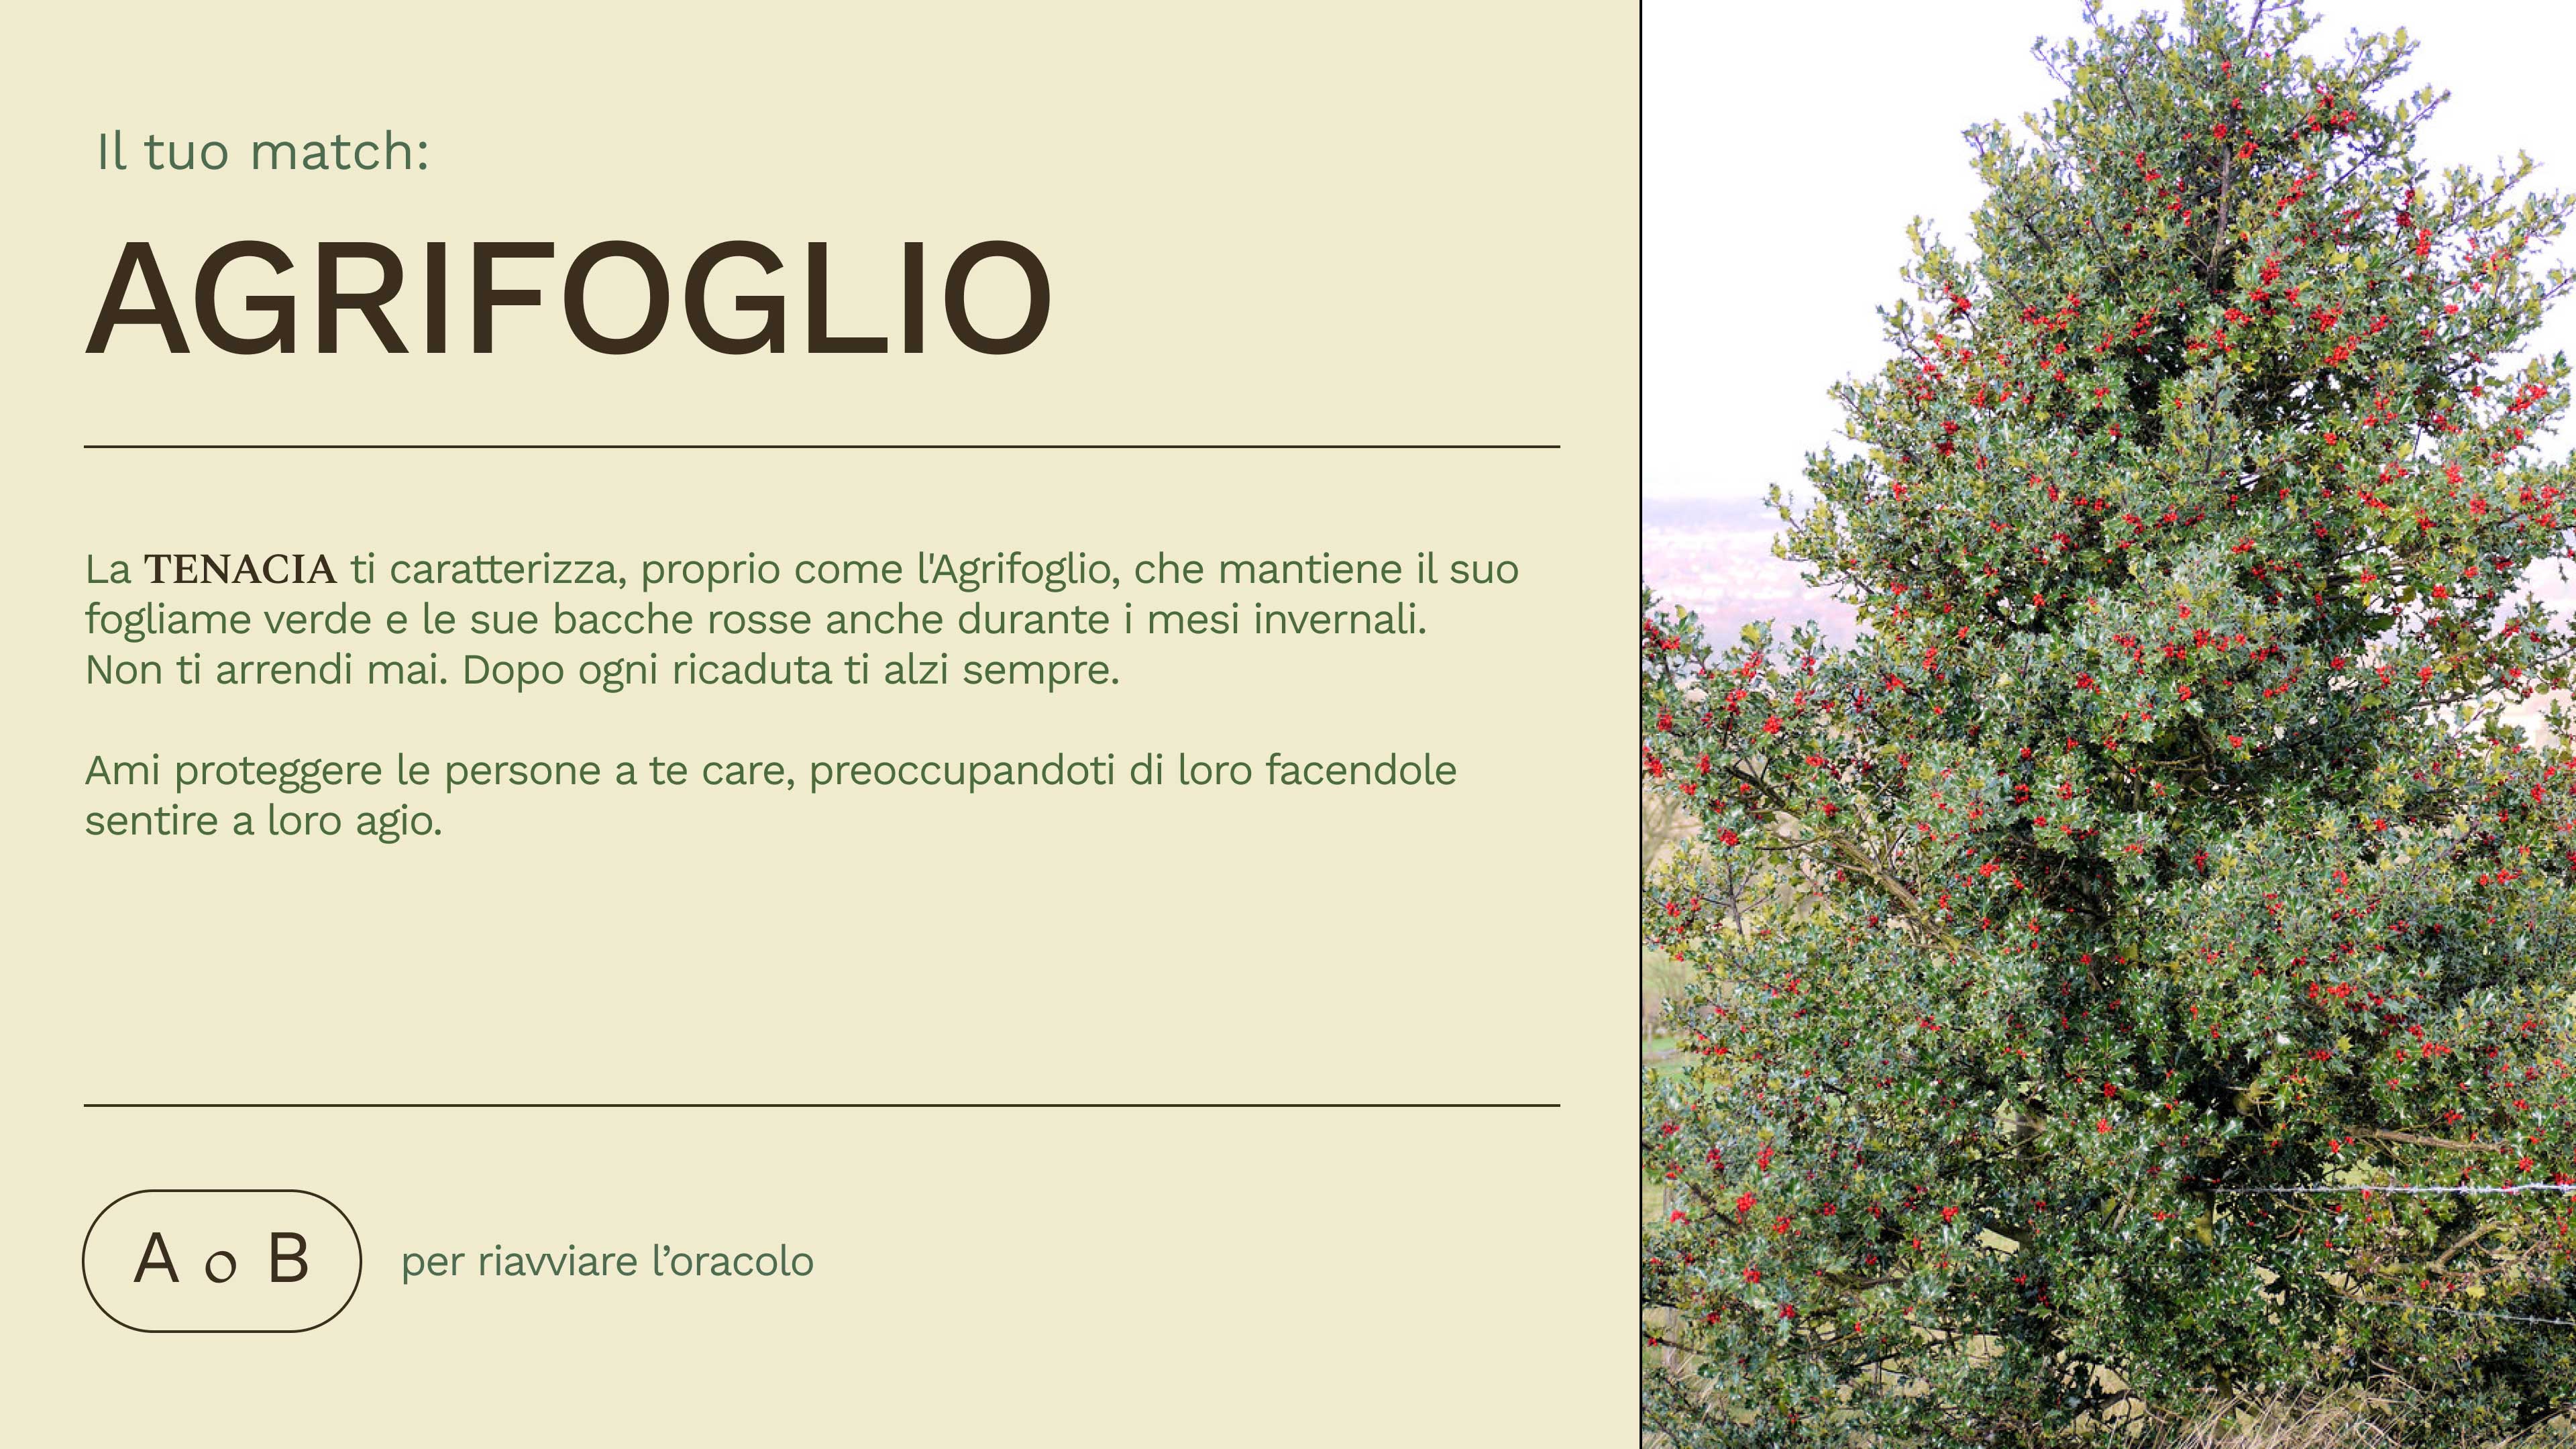 Il tuo match:
AGRIFOGLIO
La TENACIA ti caratterizza, proprio come l'Agrifoglio, che mantiene il suo
fogliame verde e le sue bacche rosse anche durante i mesi invernali.
Non ti arrendi mai. Dopo ogni ricaduta ti alzi sempre.
Ami proteggere le persone a te care, preoccupandoti di loro facendole
sentire a loro agio.
A o B per riavviare l’oracolo